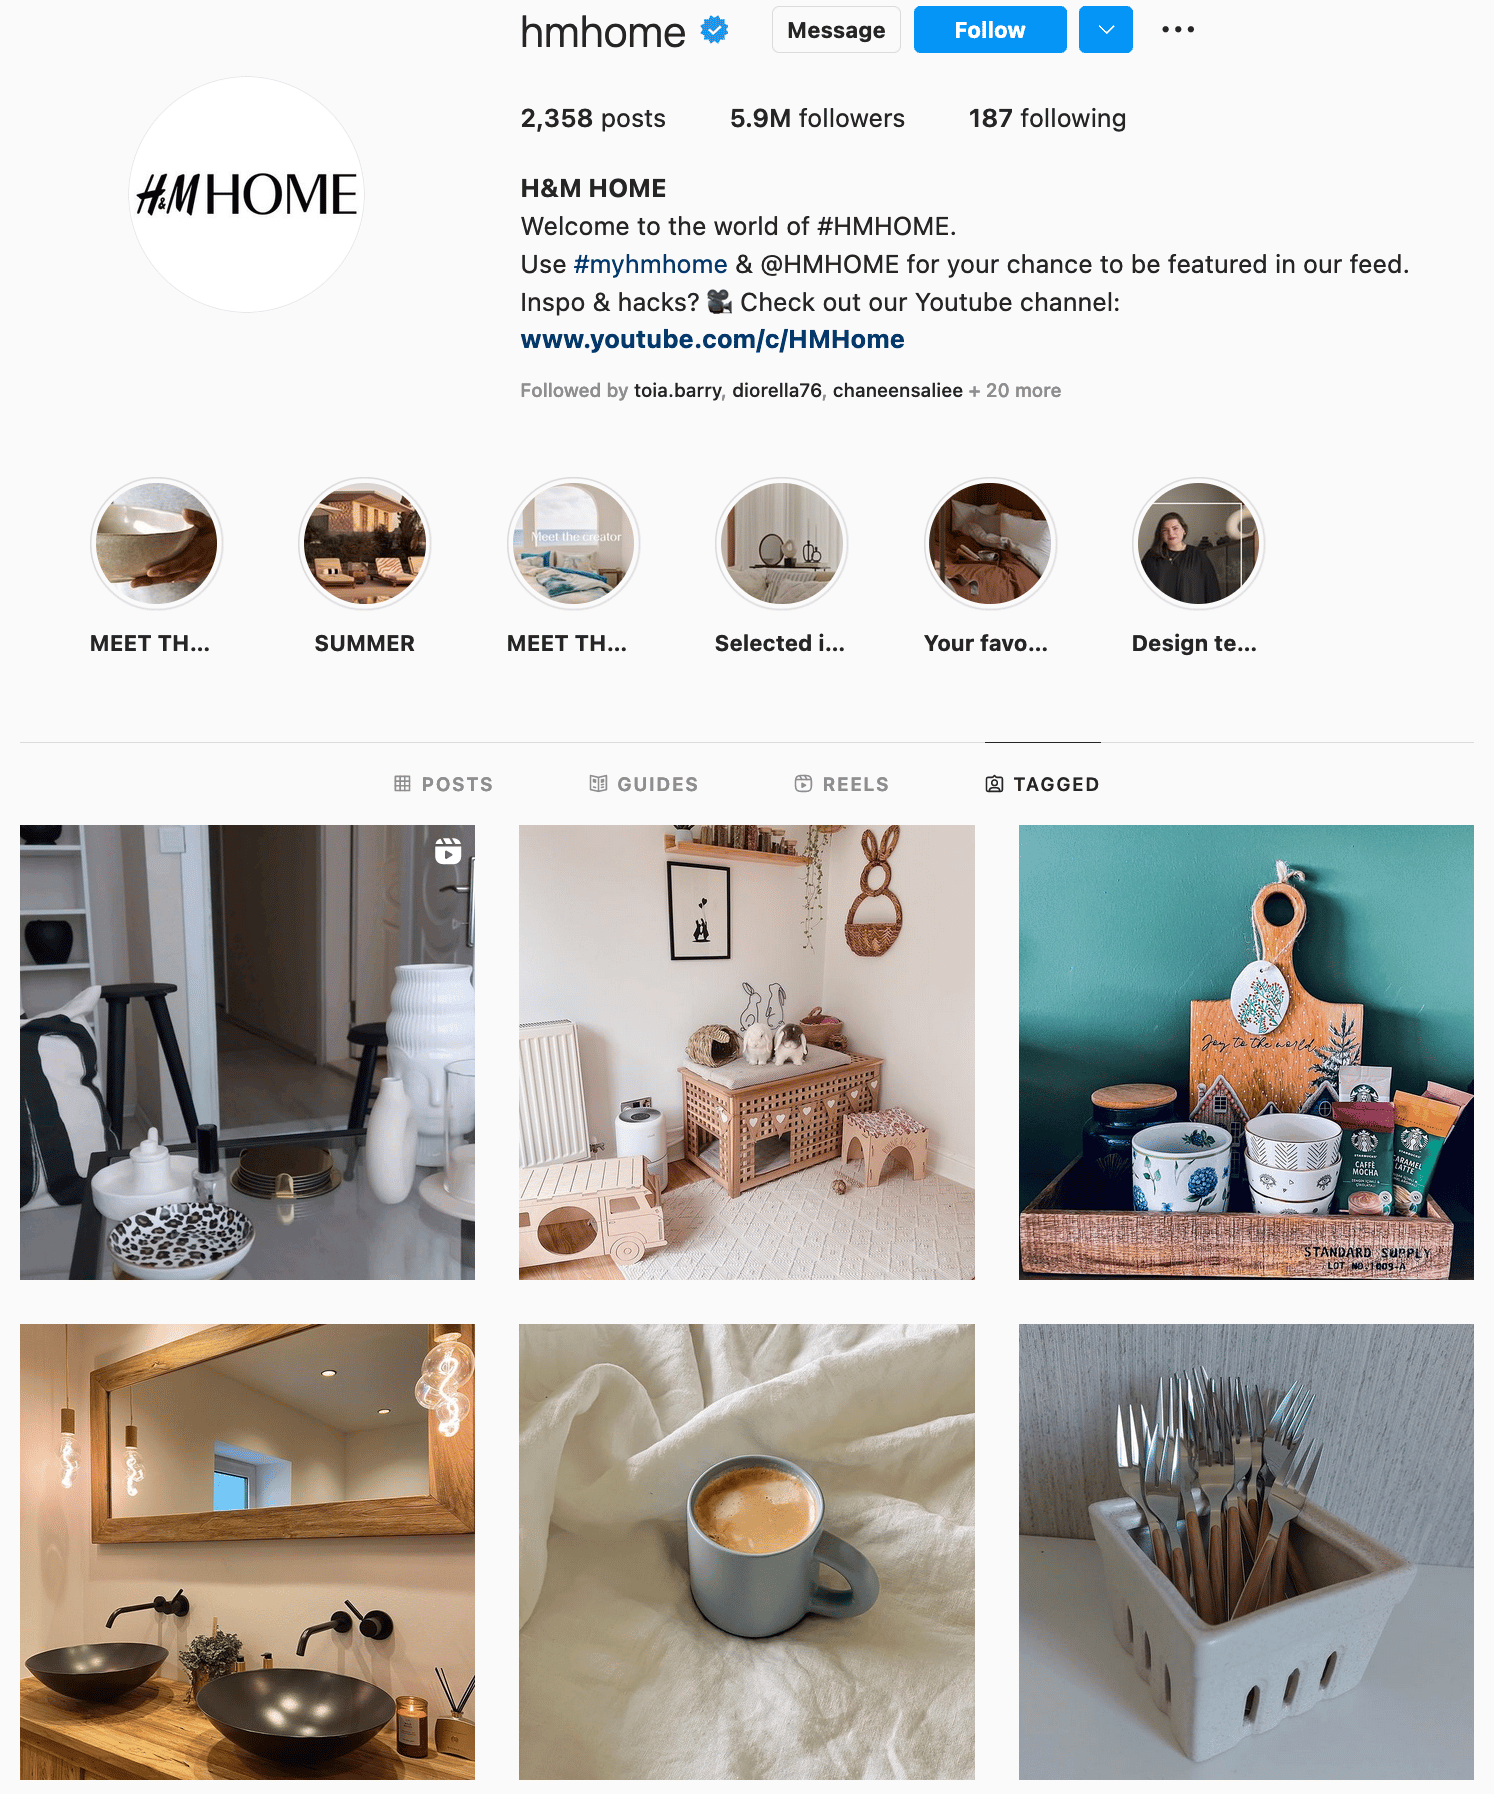 hmhome
Message
Follow
2,358 posts
5.9M followers
187 following
H&M HOME
H&M HOME
Welcome to the world of #HMHOME.
Use #myhmhome & @HMHOME for your chance to be featured in our feed.
Inspo & hacks? 🎥 Check out our Youtube channel:
www.youtube.com/c/HMHome
Followed by toia.barry, diorella76, chaneensaliee + 20 more
Meet the creator
MEET TH...
SUMMER
MEET TH...
Selected i...
Your favo...
Design te...
POSTS
GUIDES
REELS
TAGGED
Joy to the world
STARBUCKS
CAFFÈ
MOCHA
CARAMEL
LATTE
STANDARD SUPPLY
LOT NO.1009-A